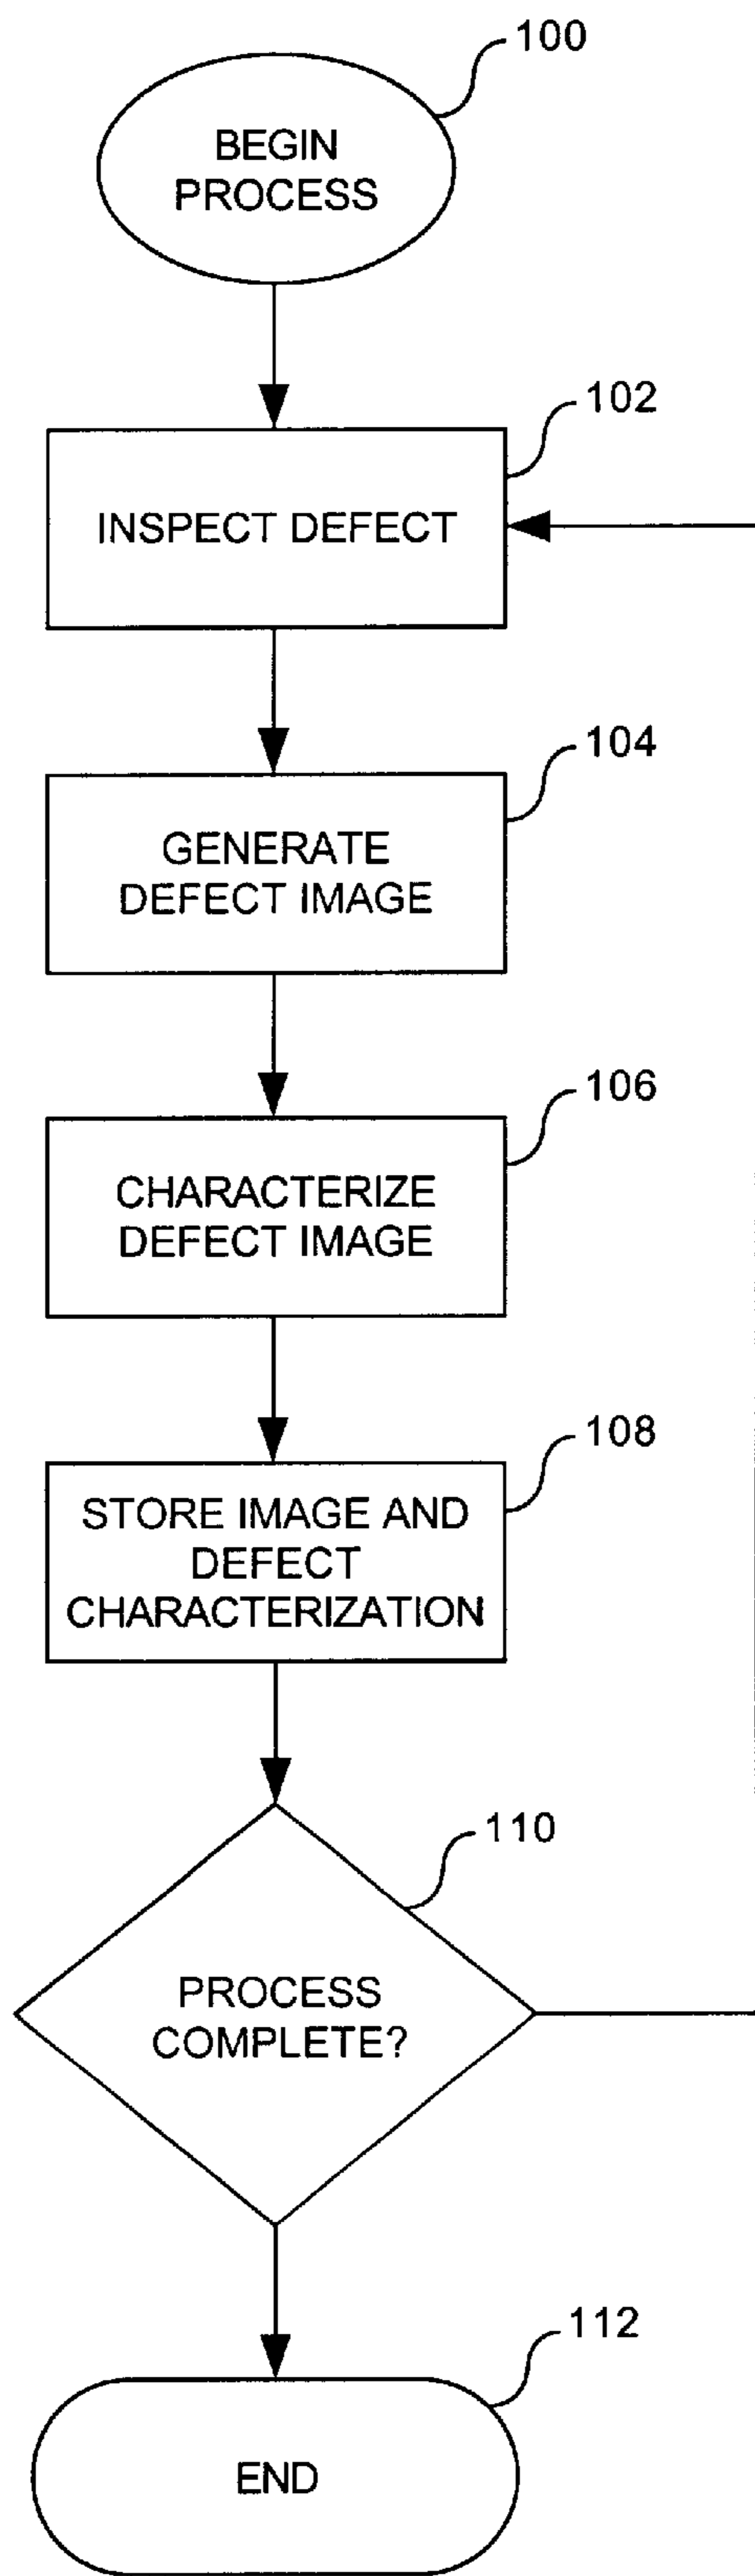 100
BEGIN
PROCESS
102
INSPECT DEFECT
104
GENERATE
DEFECT IMAGE
106
CHARACTERIZE
DEFECT IMAGE
108
STORE IMAGE AND
DEFECT
CHARACTERIZATION
110
PROCESS
COMPLETE?
112
END